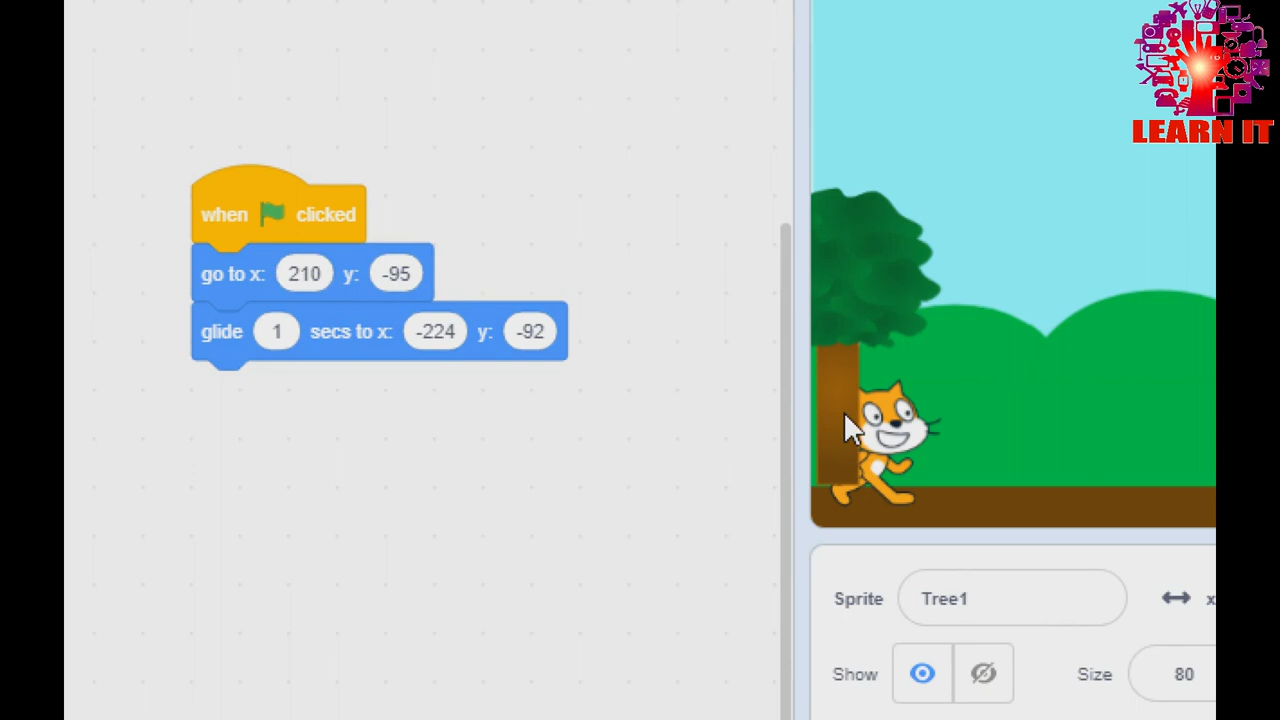 LEARN IT
when clicked
go to x: 210 y: -95
glide 1 secs to x: -224 y: -92
Sprite Tree1 x
Show Size 80